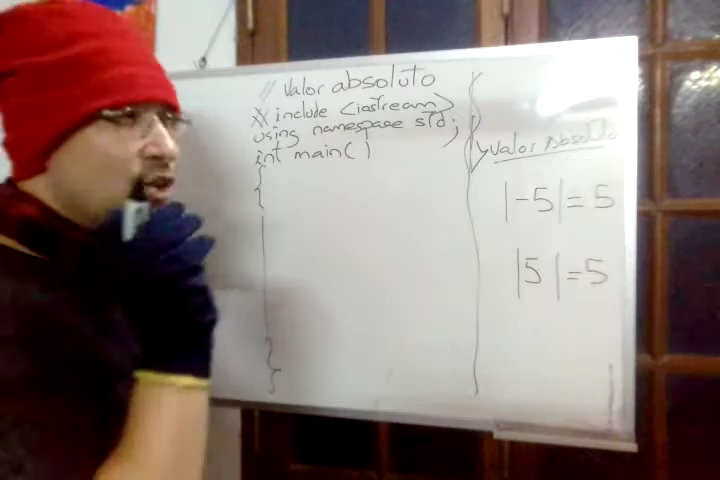 // Valor absoluto
# include <iostream>
using namespace std;
int main( )
{
}
Valor Absoluto
|-5| = 5
|5| = 5